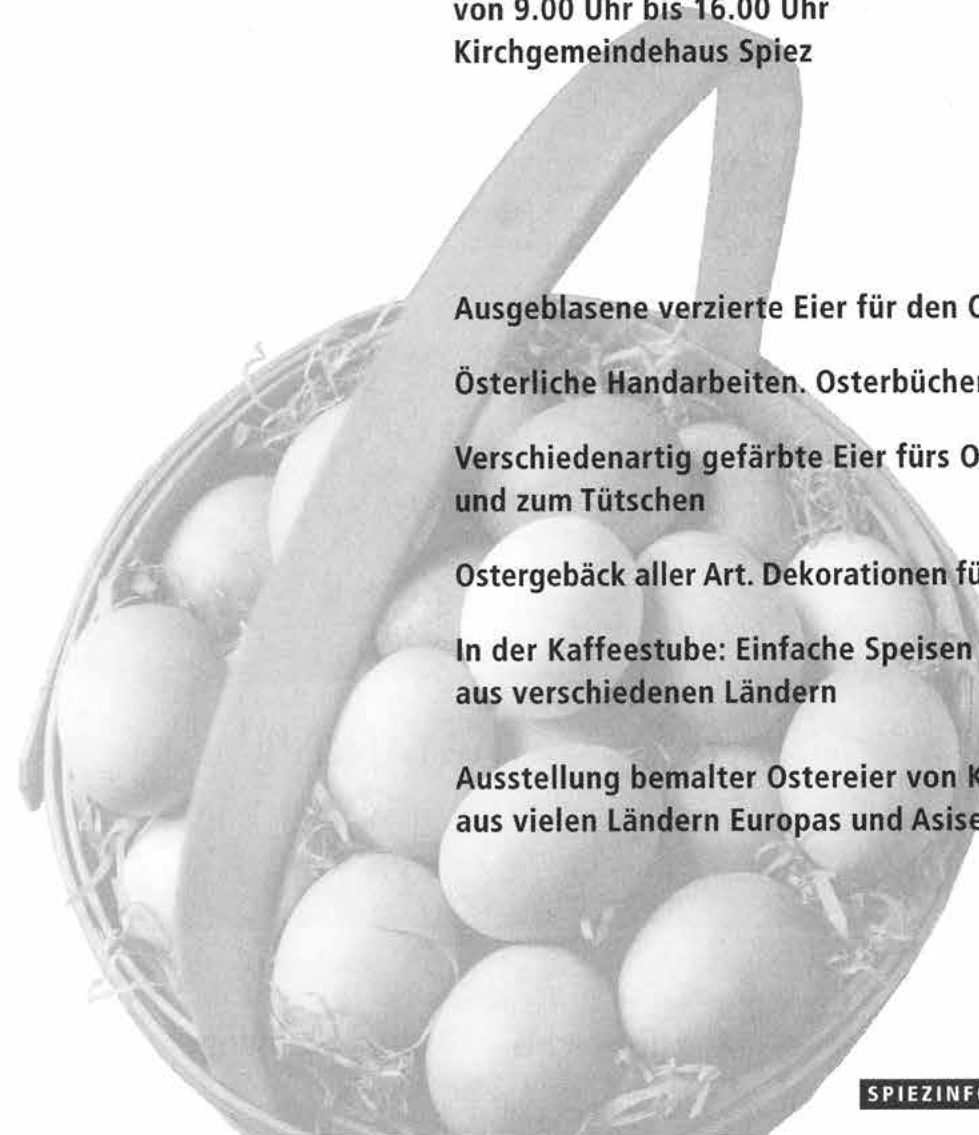 von 9.00 Uhr bis 16.00 Uhr
Kirchgemeindehaus Spiez
Ausgeblasene verzierte Eier für den
Österliche Handarbeiten. Osterbücher
Verschiedenartig gefärbte Eier fürs
und zum Tütschen
Ostergebäck aller Art. Dekorationen
In der Kaffeestube: Einfache Speisen
aus verschiedenen Ländern
Ausstellung bemalter Ostereier von
aus vielen Ländern Europas und
SPIEZINFO